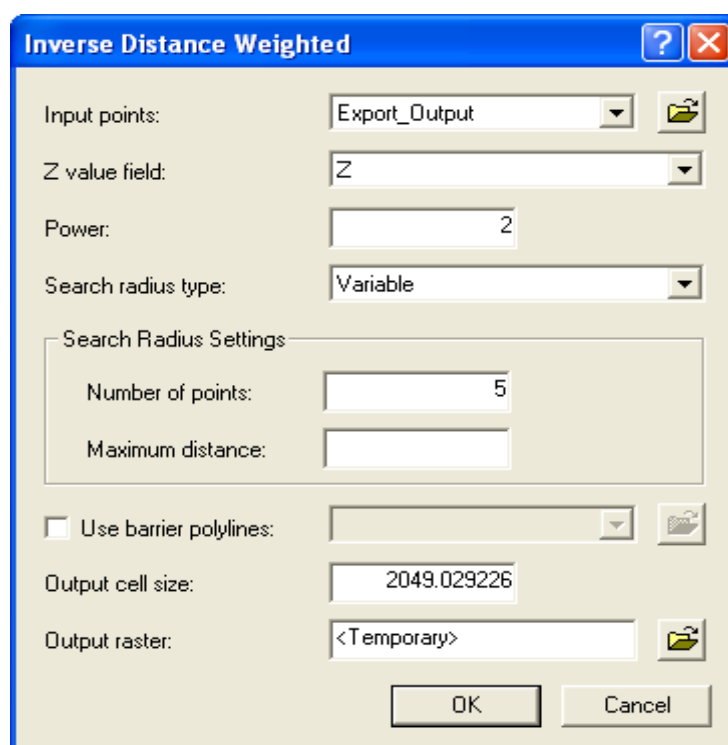 Inverse Distance Weighted
Input points: Export_Output
Z value field: Z
Power: 2
Search radius type: Variable
Search Radius Settings
Number of points: 5
Maximum distance:
Use barrier polylines:
Output cell size: 2049.029226
Output raster: <Temporary>
OK Cancel